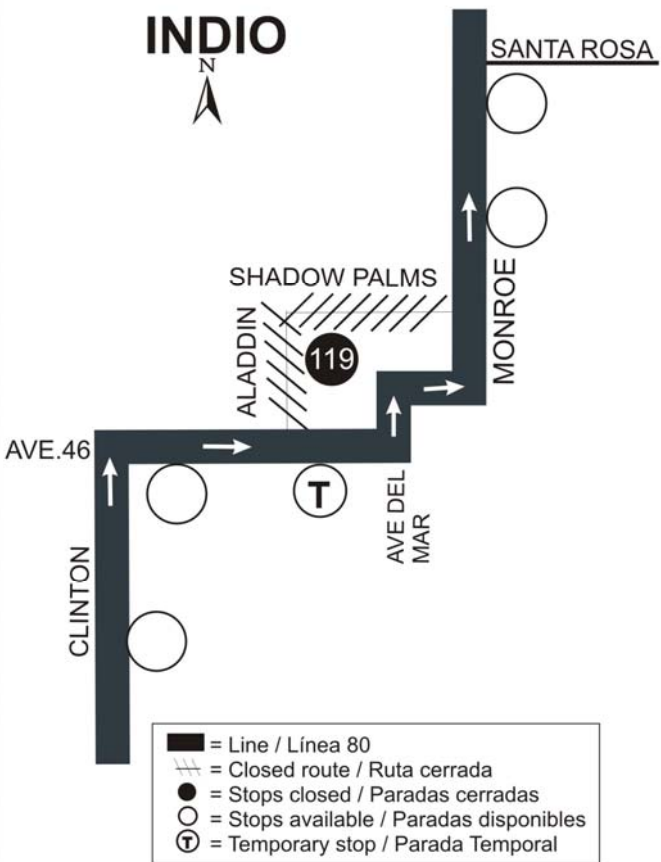 INDIO
N
SANTA ROSA
SHADOW PALMS
MONROE
ALADDIN
119
AVE.46
T
AVE DEL
MAR
CLINTON
= Line / Línea 80
= Closed route / Ruta cerrada
= Stops closed / Paradas cerradas
= Stops available / Paradas disponibles
T = Temporary stop / Parada Temporal